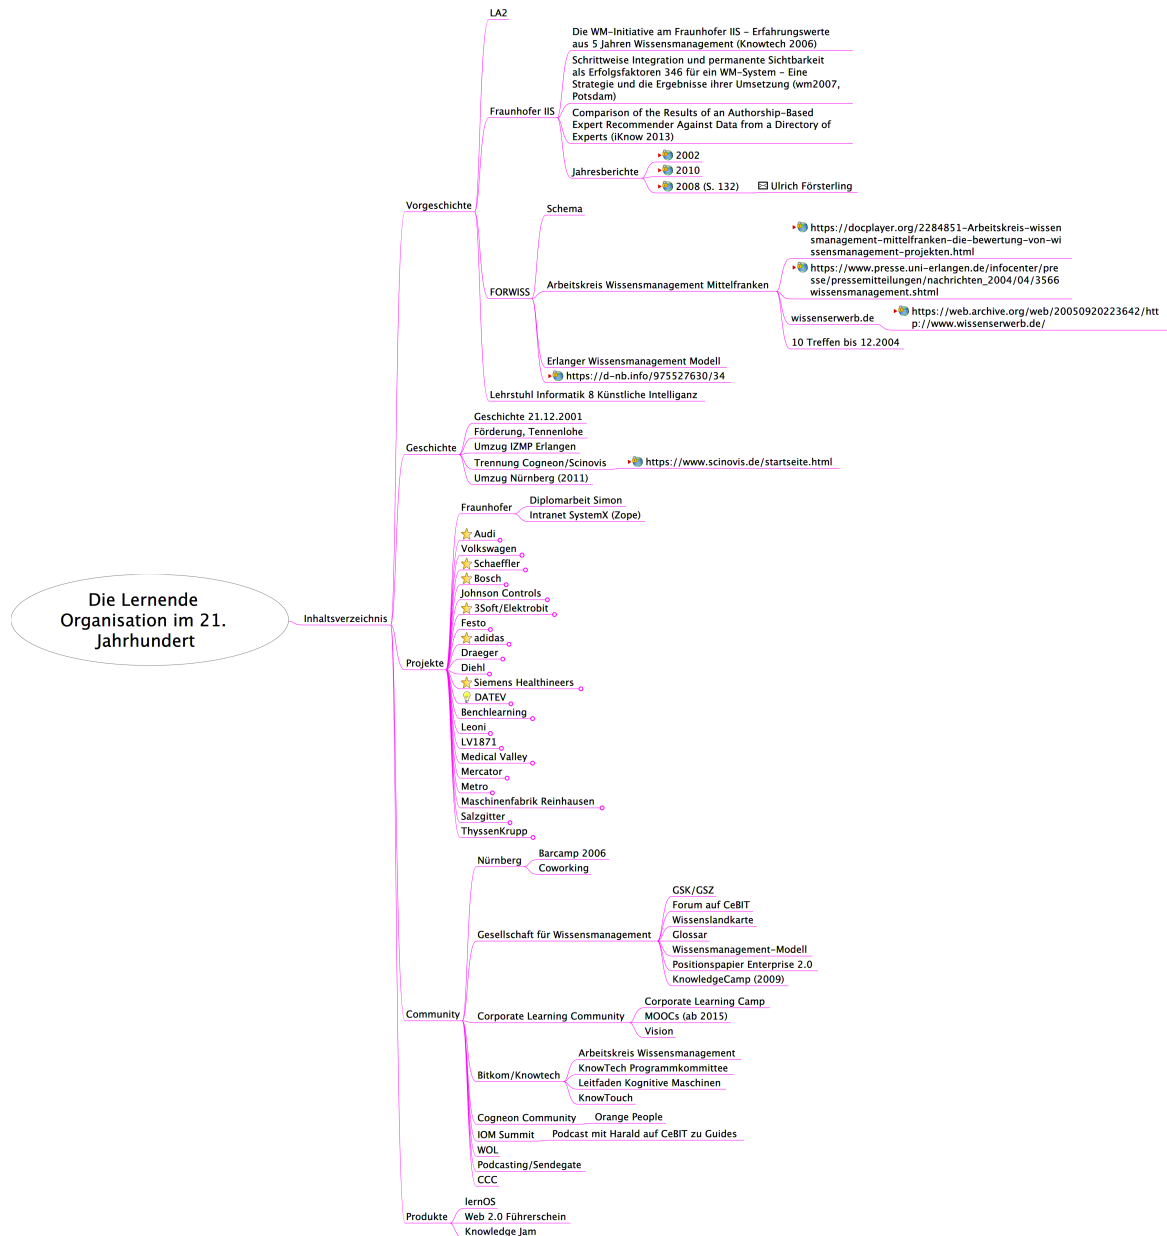 Die Lernende
Organisation im 21.
Jahrhundert
Inhaltsverzeichnis
Vorgeschichte
LA2
Fraunhofer IIS
Die WM-Initiative am Fraunhofer IIS - Erfahrungswerte
aus 5 Jahren Wissensmanagement (Knowtech 2006)
Schrittweise Integration und permanente Sichtbarkeit
als Erfolgsfaktoren 346 für ein WM-System - Eine
Strategie und die Ergebnisse ihrer Umsetzung (wm2007,
Potsdam)
Comparison of the Results of an Authorship-Based
Expert Recommender Against Data from a Directory of
Experts (iKnow 2013)
Jahresberichte
2002
2010
2008 (S. 132)
Ulrich Försterling
FORWISS
Schema
Arbeitskreis Wissensmanagement Mittelfranken
https://docplayer.org/2284851-Arbeitskreis-wissen
smanagement-mittelfranken-die-bewertung-von-wi
ssensmanagement-projekten.html
https://www.presse.uni-erlangen.de/infocenter/pre
sse/pressemitteilungen/nachrichten_2004/04/3566
wissensmanagement.shtml
wissenserwerb.de
https://web.archive.org/web/20050920223642/htt
p://www.wissenserwerb.de/
10 Treffen bis 12.2004
Erlanger Wissensmanagement Modell
https://d-nb.info/975527630/34
Lehrstuhl Informatik 8 Künstliche Intelliganz
Geschichte
Geschichte 21.12.2001
Förderung, Tennenlohe
Umzug IZMP Erlangen
Trennung Cogneon/Scinovis
https://www.scinovis.de/startseite.html
Umzug Nürnberg (2011)
Projekte
Fraunhofer
Diplomarbeit Simon
Intranet SystemX (Zope)
Audi
Volkswagen
Schaeffler
Bosch
Johnson Controls
3Soft/Elektrobit
Festo
adidas
Draeger
Diehl
Siemens Healthineers
DATEV
Benchlearning
Leoni
LV1871
Medical Valley
Mercator
Metro
Maschinenfabrik Reinhausen
Salzgitter
ThyssenKrupp
Community
Nürnberg
Barcamp 2006
Coworking
Gesellschaft für Wissensmanagement
GSK/GSZ
Forum auf CeBIT
Wissenslandkarte
Glossar
Wissensmanagement-Modell
Positionspapier Enterprise 2.0
KnowledgeCamp (2009)
Corporate Learning Community
Corporate Learning Camp
MOOCs (ab 2015)
Vision
Bitkom/Knowtech
Arbeitskreis Wissensmanagement
KnowTech Programmkommittee
Leitfaden Kognitive Maschinen
KnowTouch
Cogneon Community
Orange People
IOM Summit
Podcast mit Harald auf CeBIT zu Guides
WOL
Podcasting/Sendegate
CCC
Produkte
lernOS
Web 2.0 Führerschein
Knowledge Jam